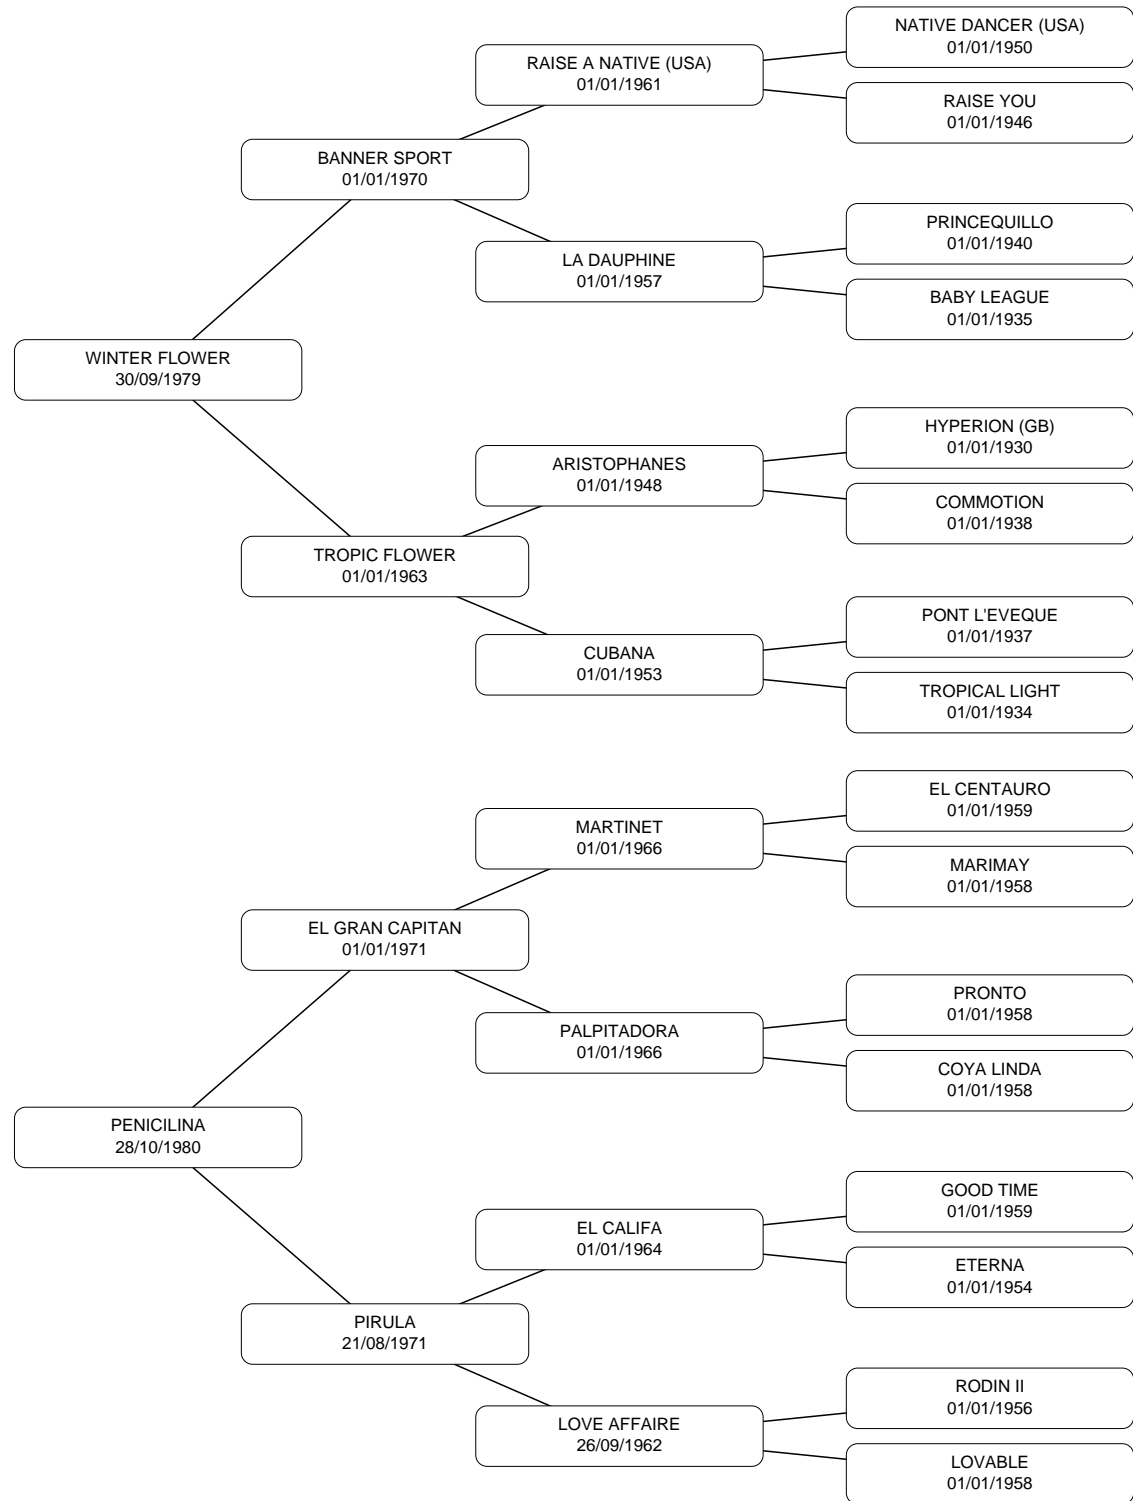 NATIVE DANCER (USA)
01/01/1950
RAISE A NATIVE (USA)
01/01/1961
RAISE YOU
01/01/1946
BANNER SPORT
01/01/1970
PRINCEQUILLO
01/01/1940
LA DAUPHINE
01/01/1957
BABY LEAGUE
01/01/1935
WINTER FLOWER
30/09/1979
HYPERION (GB)
01/01/1930
ARISTOPHANES
01/01/1948
COMMOTION
01/01/1938
TROPIC FLOWER
01/01/1963
PONT L'EVEQUE
01/01/1937
CUBANA
01/01/1953
TROPICAL LIGHT
01/01/1934
EL CENTAURO
01/01/1959
MARTINET
01/01/1966
MARIMAY
01/01/1958
EL GRAN CAPITAN
01/01/1971
PRONTO
01/01/1958
PALPITADORA
01/01/1966
COYA LINDA
01/01/1958
PENICILINA
28/10/1980
GOOD TIME
01/01/1959
EL CALIFA
01/01/1964
ETERNA
01/01/1954
PIRULA
21/08/1971
RODIN II
01/01/1956
LOVE AFFAIRE
26/09/1962
LOVABLE
01/01/1958